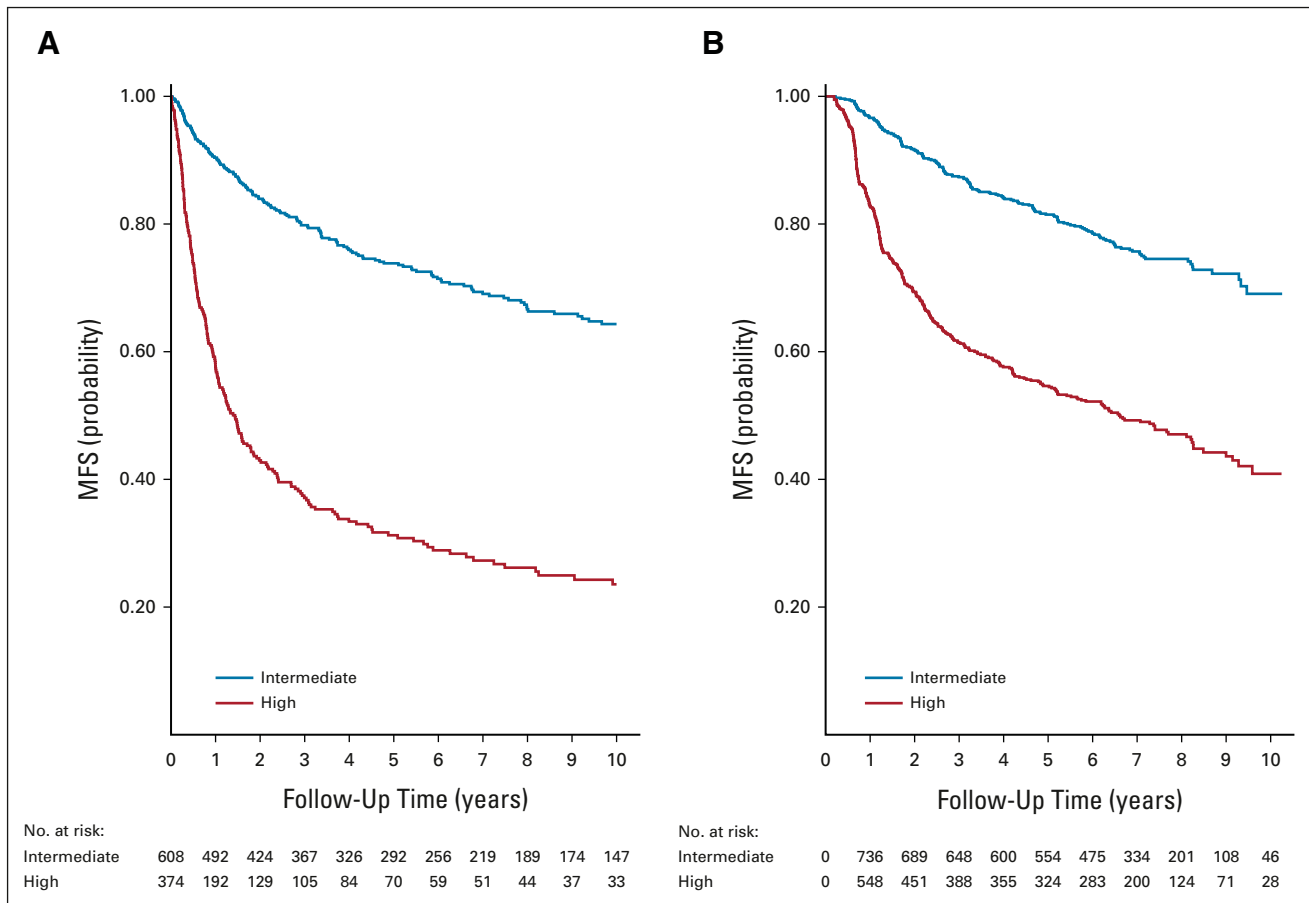 A
MFS (probability)
1.00
0.80
0.60
0.40
0.20
Intermediate
High
0 1 2 3 4 5 6 7 8 9 10
Follow-Up Time (years)
No. at risk:
Intermediate 608 492 424 367 326 292 256 219 189 174 147
High 374 192 129 105 84 70 59 51 44 37 33
B
MFS (probability)
1.00
0.80
0.60
0.40
0.20
Intermediate
High
0 1 2 3 4 5 6 7 8 9 10
Follow-Up Time (years)
No. at risk:
Intermediate 0 736 689 648 600 554 475 334 201 108 46
High 0 548 451 388 355 324 283 200 124 71 28